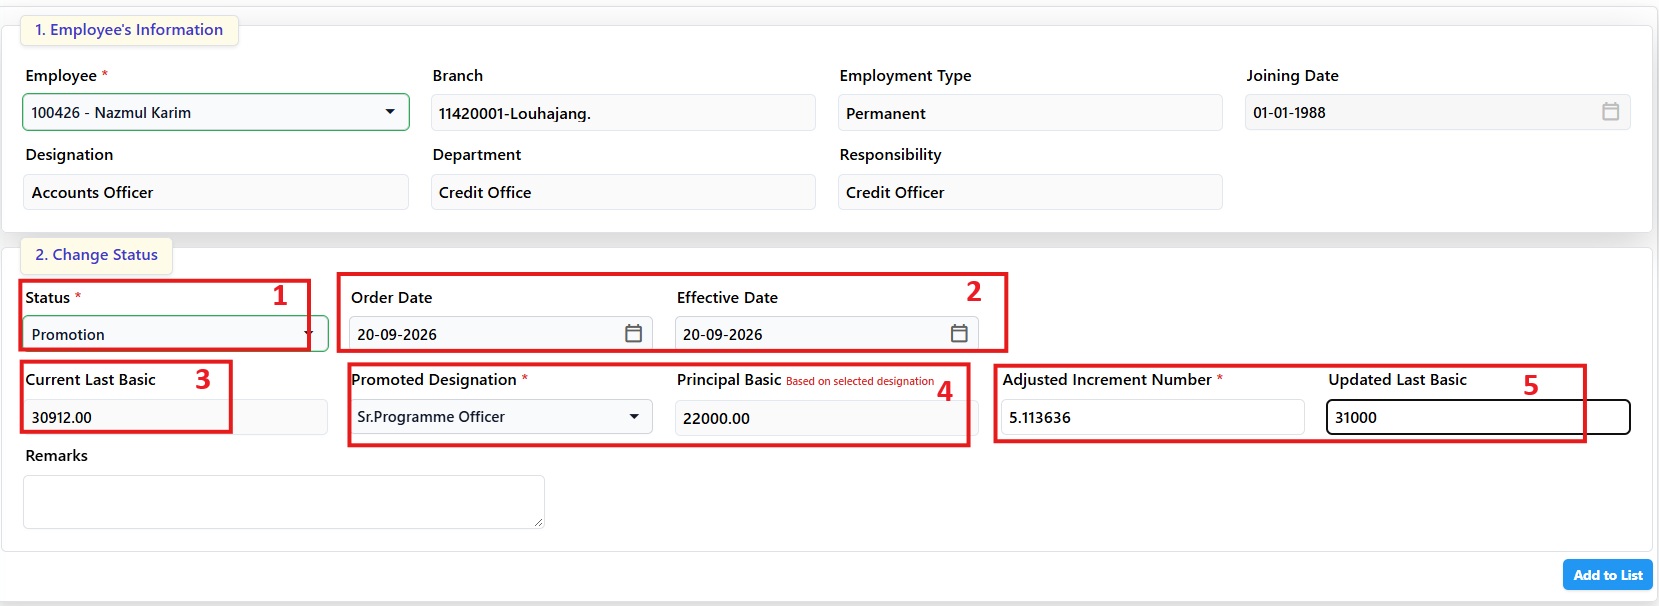 1. Employee's Information
Employee * Branch Employment Type Joining Date
100426 - Nazmul Karim 11420001-Louhajang. Permanent 01-01-1988
Designation Department Responsibility
Accounts Officer Credit Office Credit Officer
2. Change Status
Status * 1 Order Date Effective Date 2
Promotion 20-09-2026 20-09-2026
Current Last Basic 3 Promoted Designation * Principal Basic Based on selected designation 4 Adjusted Increment Number * Updated Last Basic 5
30912.00 Sr.Programme Officer 22000.00 5.113636 31000
Remarks
Add to List